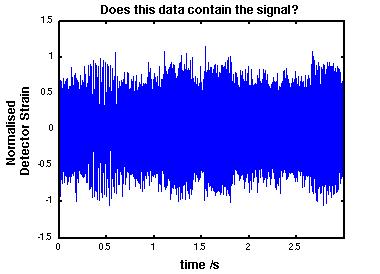 Does this data contain the signal?
1.5
1
0.5
0
-0.5
-1
-1.5
Normalised
Detector Strain
0 0.5 1 1.5 2 2.5
time /s